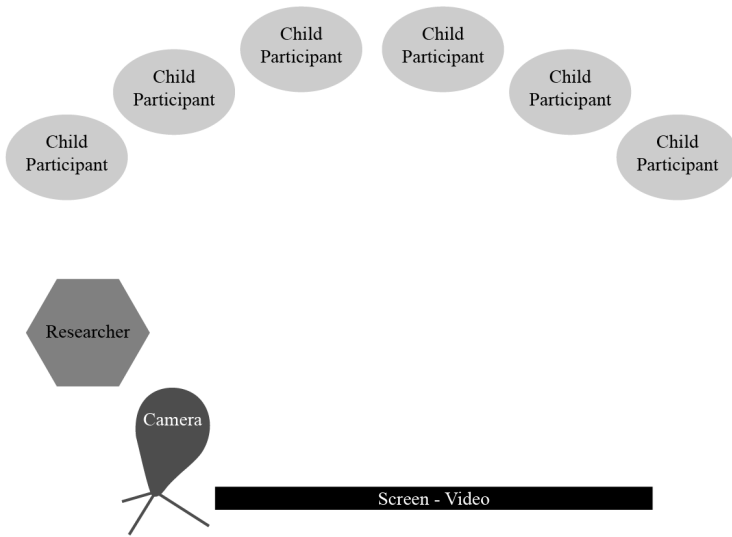 Child
Participant
Child
Participant
Child
Participant
Child
Participant
Child
Participant
Child
Participant
Researcher
Camera
Screen - Video